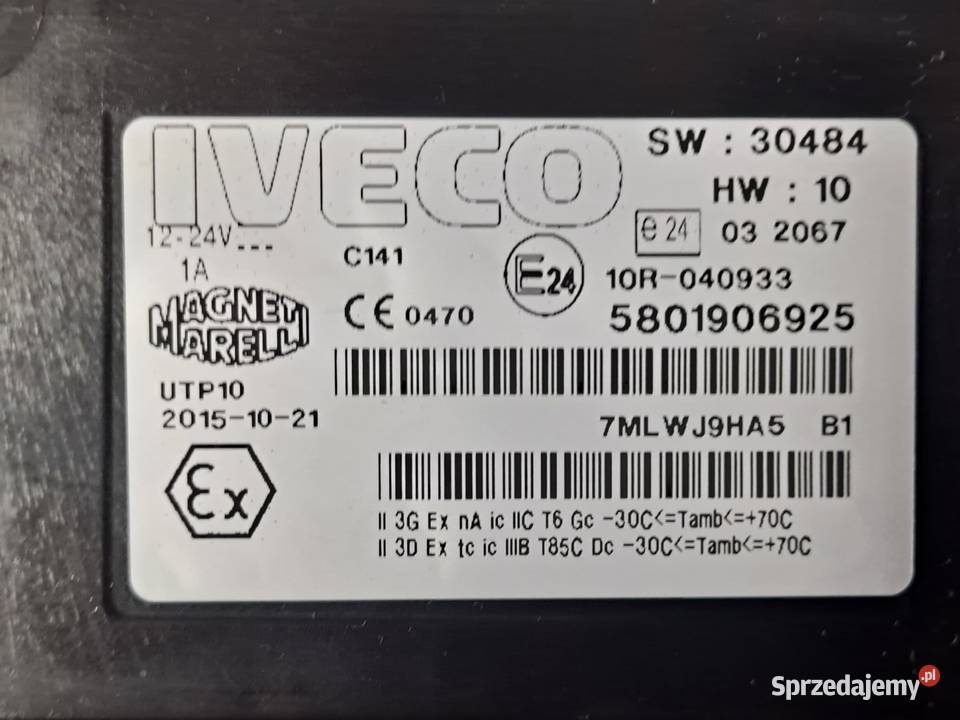 IVECO
SW : 30484
HW : 10
12-24V
1A
C141
e 24
03 2067
E24
10R-040933
MAGNETI
MARELLI
CE 0470
5801906925
UTP10
2015-10-21
7MLWJ9HA5 B1
Ex
II 3G Ex nA ic IIC T6 Gc -30C<=Tamb<=+70C
II 3D Ex tc ic IIIB T85C Dc -30C<=Tamb<=+70C
Sprzedajemy.pl